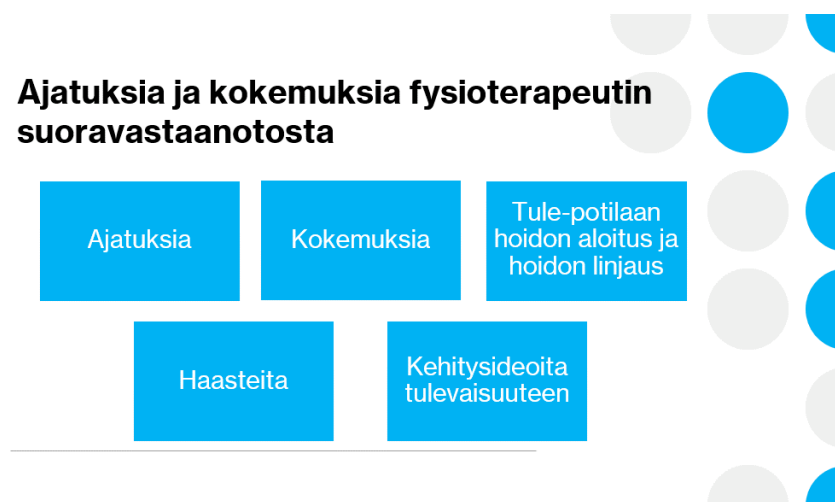 Ajatuksia ja kokemuksia fysioterapeutin
suoravastaanotosta
Ajatuksia
Kokemuksia
Tule-potilaan
hoidon aloitus ja
hoidon linjaus
Haasteita
Kehitysideoita
tulevaisuuteen